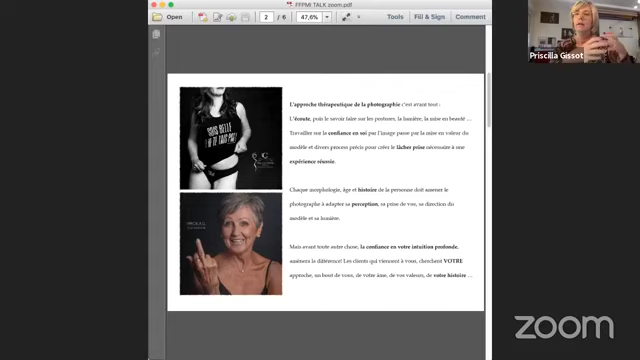 FFPMI TALK zoom.pdf
Open
2 / 6
47,6%
Tools
Fill & Sign
Comment
Priscilla Gissot
SOIS BELLE
L'approche thérapeutique de la photographie c'est avant tout :
L'écoute, puis le savoir faire sur les postures, la lumière, la mise en beauté …
Travailler sur la confiance en soi par l'image passe par la mise en valeur du
modèle et divers process précis pour créer le lâcher prise nécessaire à une
expérience réussie.
Chaque morphologie, âge et histoire de la personne doit amener le
photographe à adapter sa perception, sa prise de vue, sa direction du
modèle et sa lumière.
Mais avant toute autre chose, la confiance en votre intuition profonde,
amènera la différence! Les clients qui viennent à vous, cherchent VOTRE
approche, un bout de vous, de votre âme, de vos valeurs, de votre histoire …
zoom